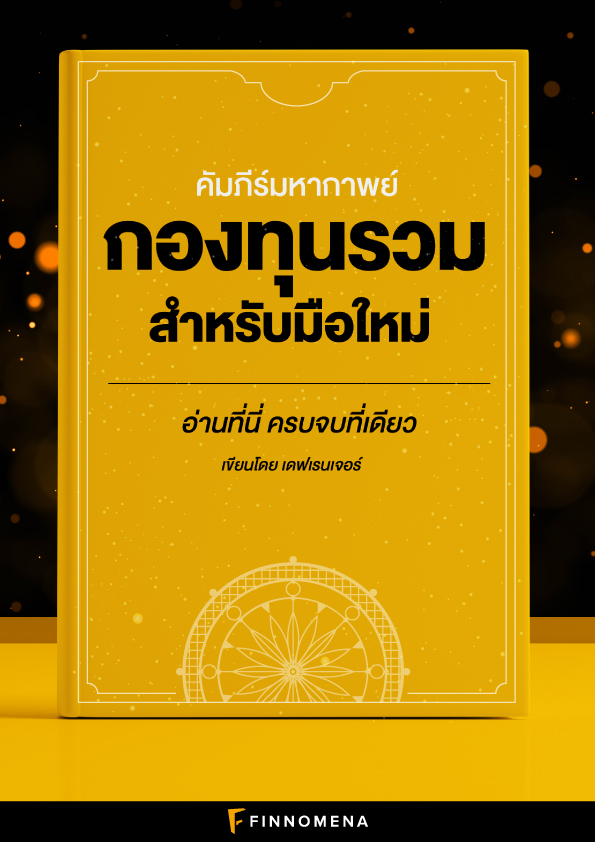 คัมภีร์มหากาพย์
กองทุนรวม
สำหรับมือใหม่
อ่านที่นี่ ครบจบที่เดียว
เขียนโดย เดฟเรนเจอร์
FINNOMENA